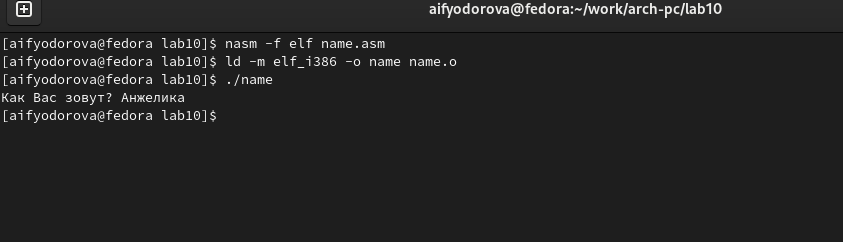 aifyodorova@fedora:~/work/arch-pc/lab10
[aifyodorova@fedora lab10]$ nasm -f elf name.asm
[aifyodorova@fedora lab10]$ ld -m elf_i386 -o name name.o
[aifyodorova@fedora lab10]$ ./name
Как Вас зовут? Анжелика
[aifyodorova@fedora lab10]$